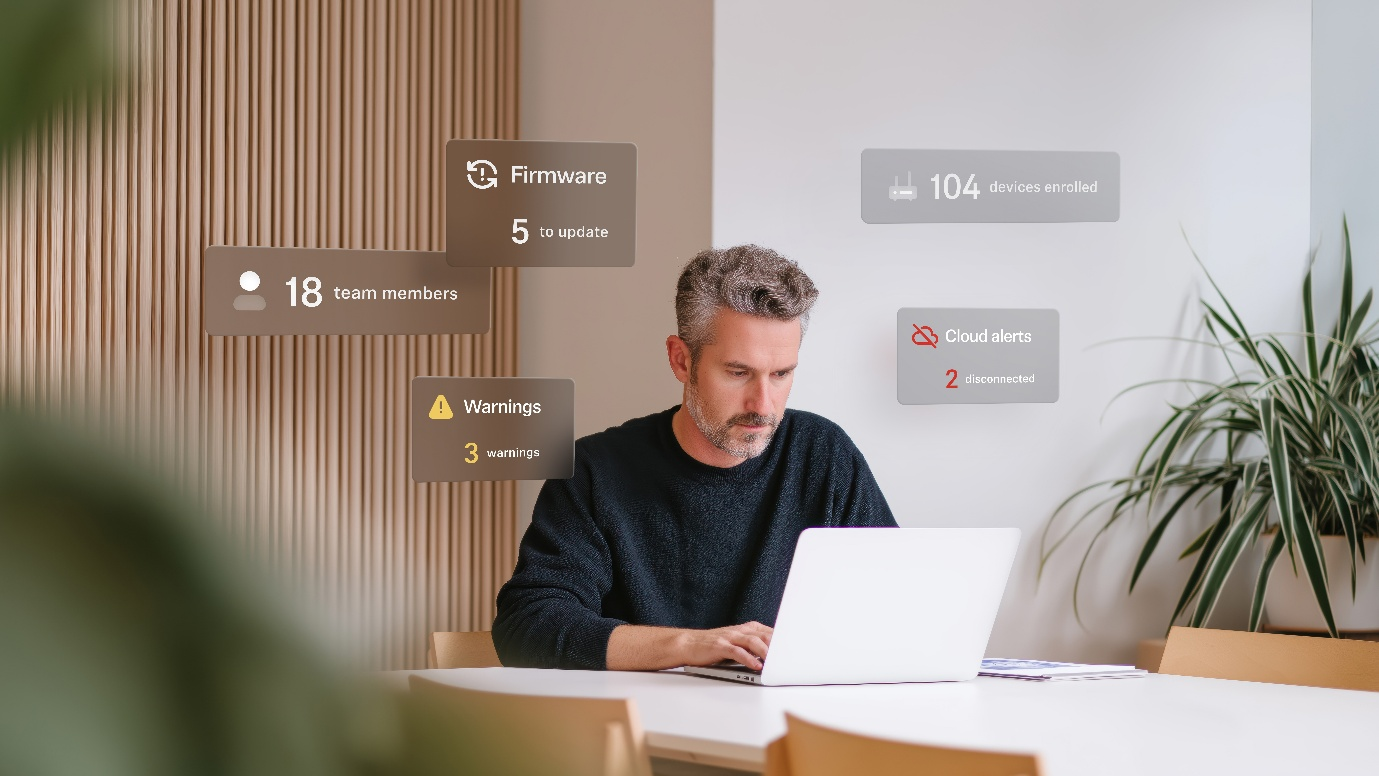 Firmware
5 to update
18 team members
Warnings
3 warnings
104 devices enrolled
Cloud alerts
2 disconnected